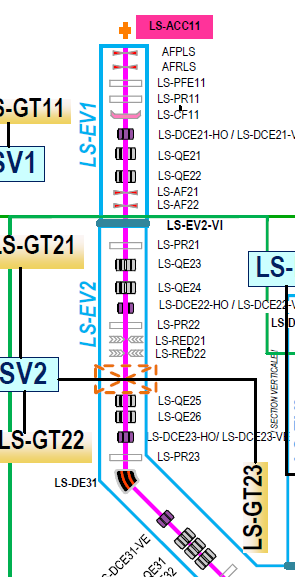 LS-ACC11
AFPLS
AFRLS
LS-PFE11
LS-PR11
LS-CF11
LS-DCE21-HO / LS-DCE21-V
LS-QE21
LS-QE22
LS-AF21
LS-AF22
LS-EV1
S-GT11
SV1
LS-EV2-VI
LS-PR21
LS-GT21
LS-QE23
LS-
LS-QE24
LS-DCE22-HO / LS-DCE22-V
LS-EV2
LS-PR22
LS-D
LS-RED21
LS-RED22
SECTION VERTICALE
SV2
LS-QE25
LS-QE26
LS-GT22
LS-DCE23-HO/ LS-DCE23-VE
LS-PR23
LS-DE31
LS-GT23
S-DCE31-VE
QE31
32